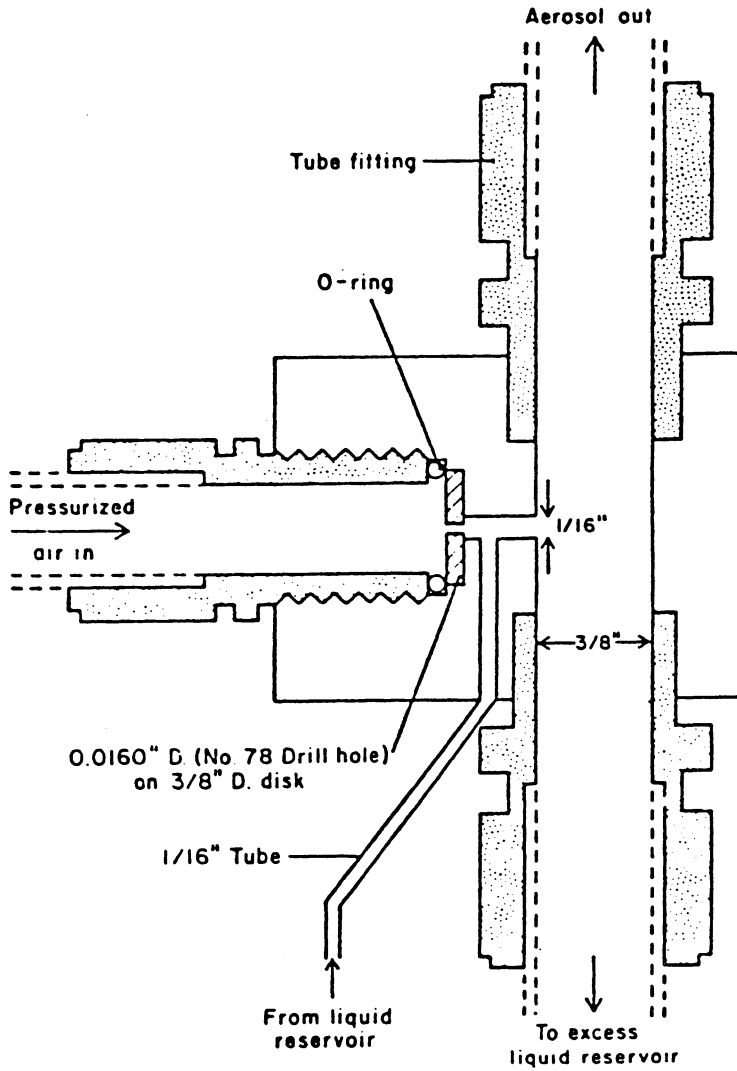 Aerosol out
Tube fitting
O-ring
Pressurized
air in
1/16"
3/8"
0.0160" D. (No. 78 Drill hole)
on 3/8" D. disk
1/16" Tube
From liquid
reservoir
To excess
liquid reservoir